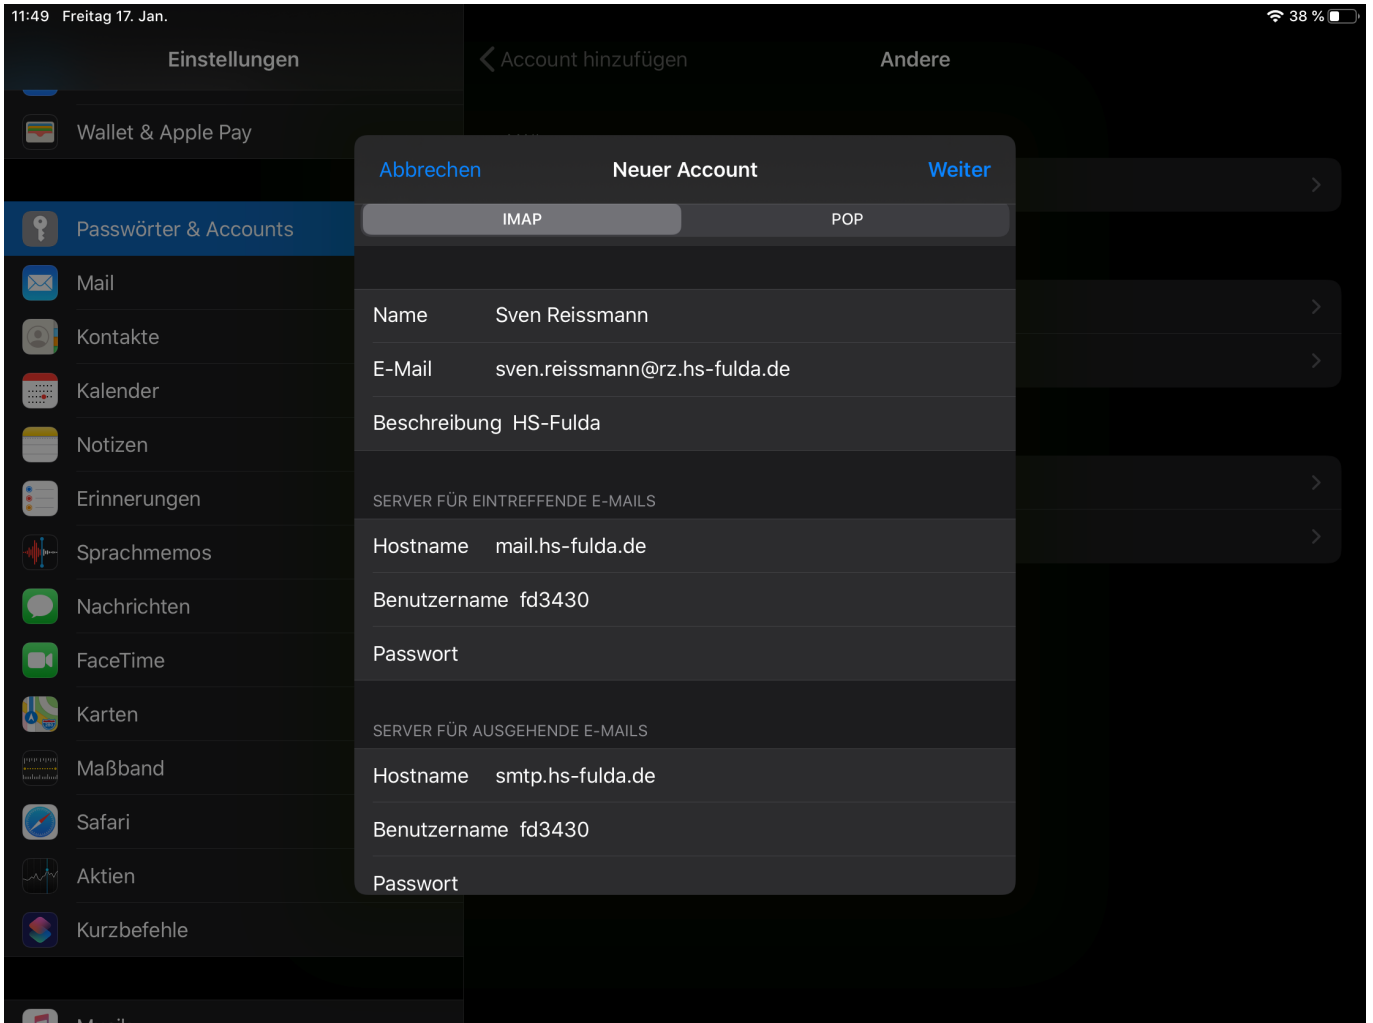 11:49 Freitag 17. Jan.
38 %
Einstellungen
Wallet & Apple Pay
Passwörter & Accounts
Mail
Kontakte
Kalender
Notizen
Erinnerungen
Sprachmemos
Nachrichten
FaceTime
Karten
Maßband
Safari
Aktien
Kurzbefehle
Account hinzufügen
Andere
Abbrechen
Neuer Account
Weiter
IMAP
POP
Name Sven Reissmann
E-Mail sven.reissmann@rz.hs-fulda.de
Beschreibung HS-Fulda
SERVER FÜR EINTREFFENDE E-MAILS
Hostname mail.hs-fulda.de
Benutzername fd3430
Passwort
SERVER FÜR AUSGEHENDE E-MAILS
Hostname smtp.hs-fulda.de
Benutzername fd3430
Passwort